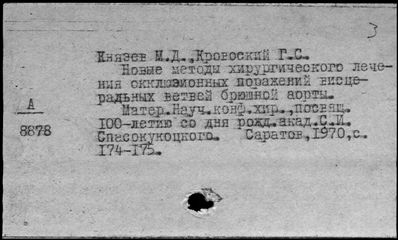 Князев М.Д.,Кровоский Г.С.
Новые методы хирургического лече-
ния окклюзионных поражений висце-
ральных ветвей брюшной аорты.
А
8878
Матер.Науч.конф.хир.,посвящ.
100-летию со дня рожд.акад.С.И.
Спасокукоцкого. Саратов,1970,с.
174-175.